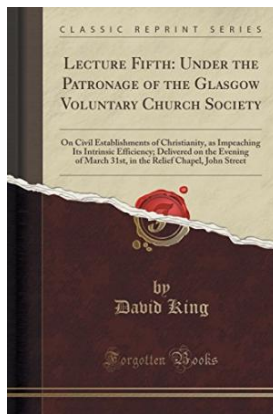 CLASSIC REPRINT SERIES
LECTURE FIFTH: UNDER THE
PATRONAGE OF THE GLASGOW
VOLUNTARY CHURCH SOCIETY
On Civil Establishments of Christianity, as Impeaching
Its Intrinsic Efficiency; Delivered on the Evening
of March 31st, in the Relief Chapel, John Street
by
David King
Forgotten Books